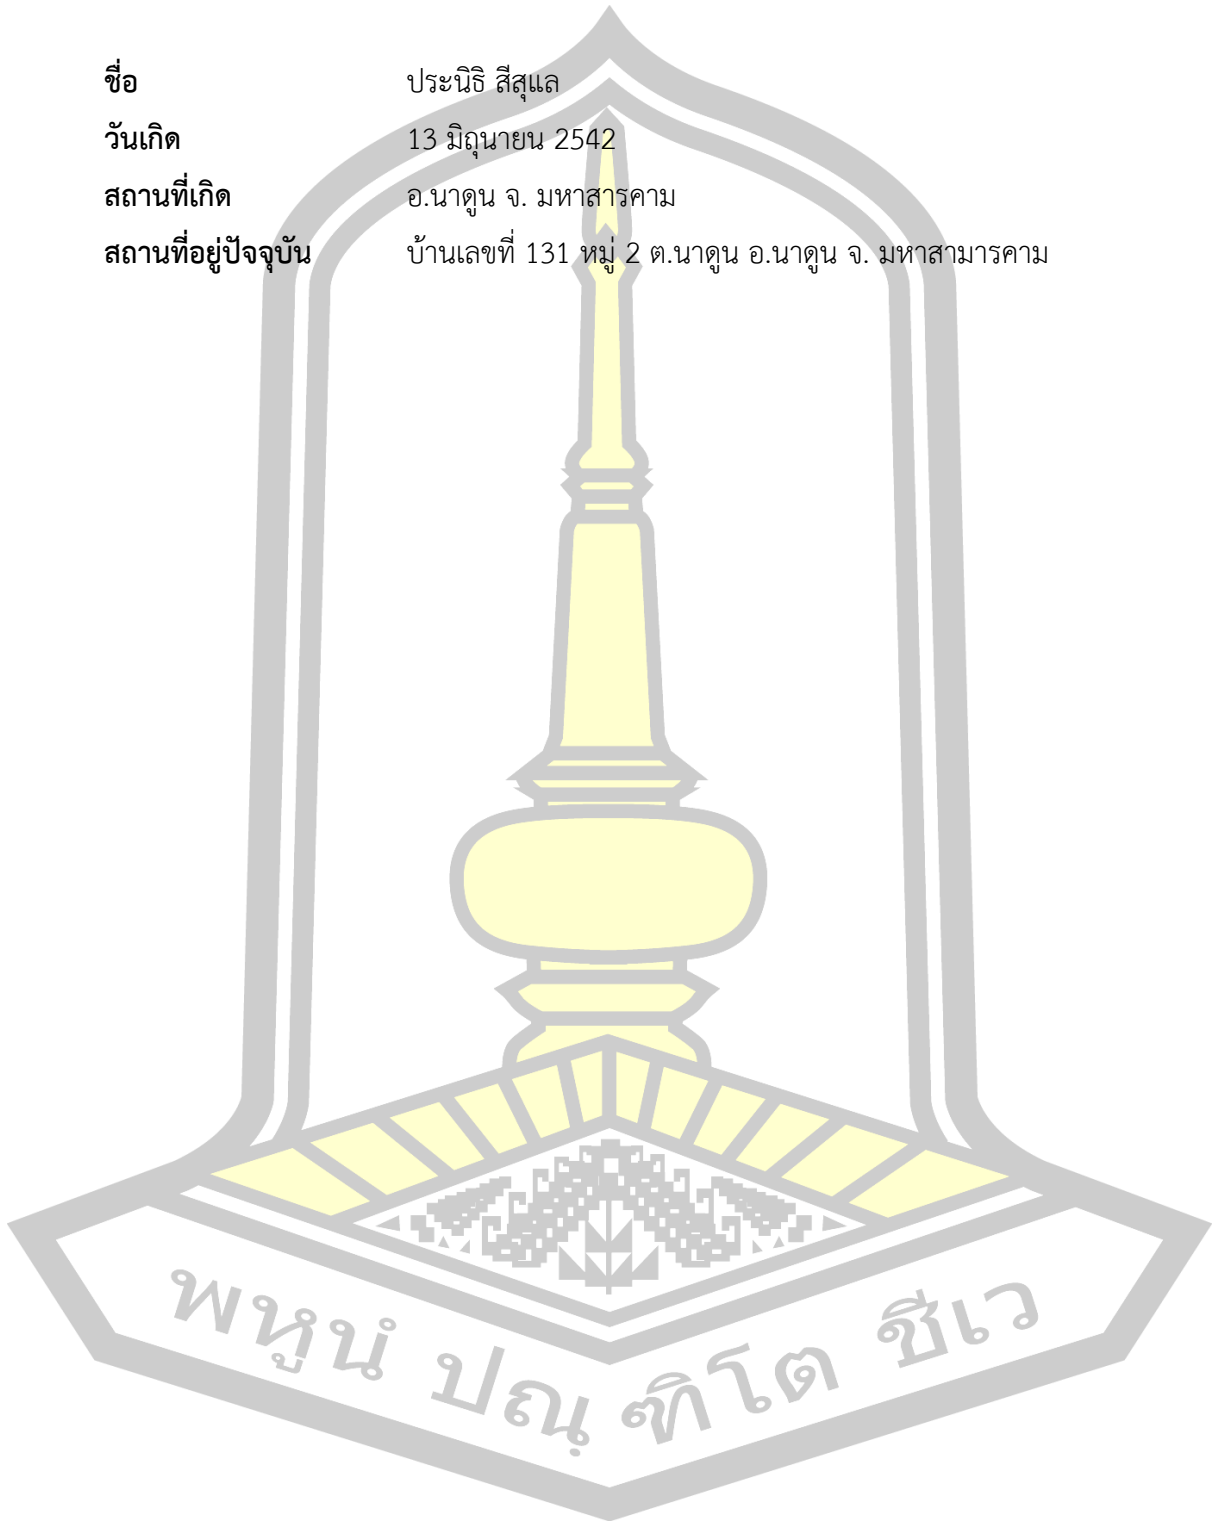 ชื่อ ประนิธิ สีสุแล
วันเกิด 13 มิถุนายน 2542
สถานที่เกิด อ.นาดูน จ. มหาสารคาม
สถานที่อยู่ปัจจุบัน บ้านเลขที่ 131 หมู่ 2 ต.นาดูน อ.นาดูน จ. มหาสามารคาม
พหูนํ ปณฺ ฑิโต ชีเว